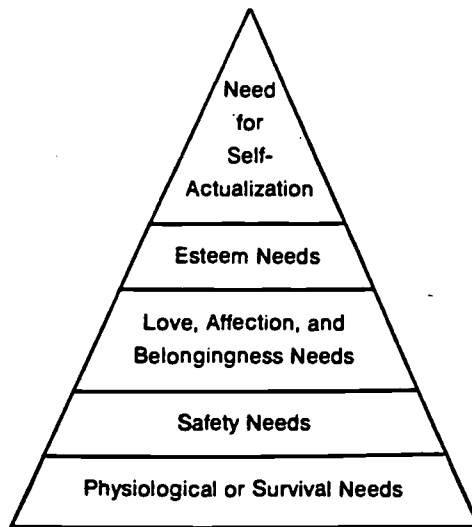 Need
for
Self-
Actualization
Esteem Needs
Love, Affection, and
Belongingness Needs
Safety Needs
Physiological or Survival Needs